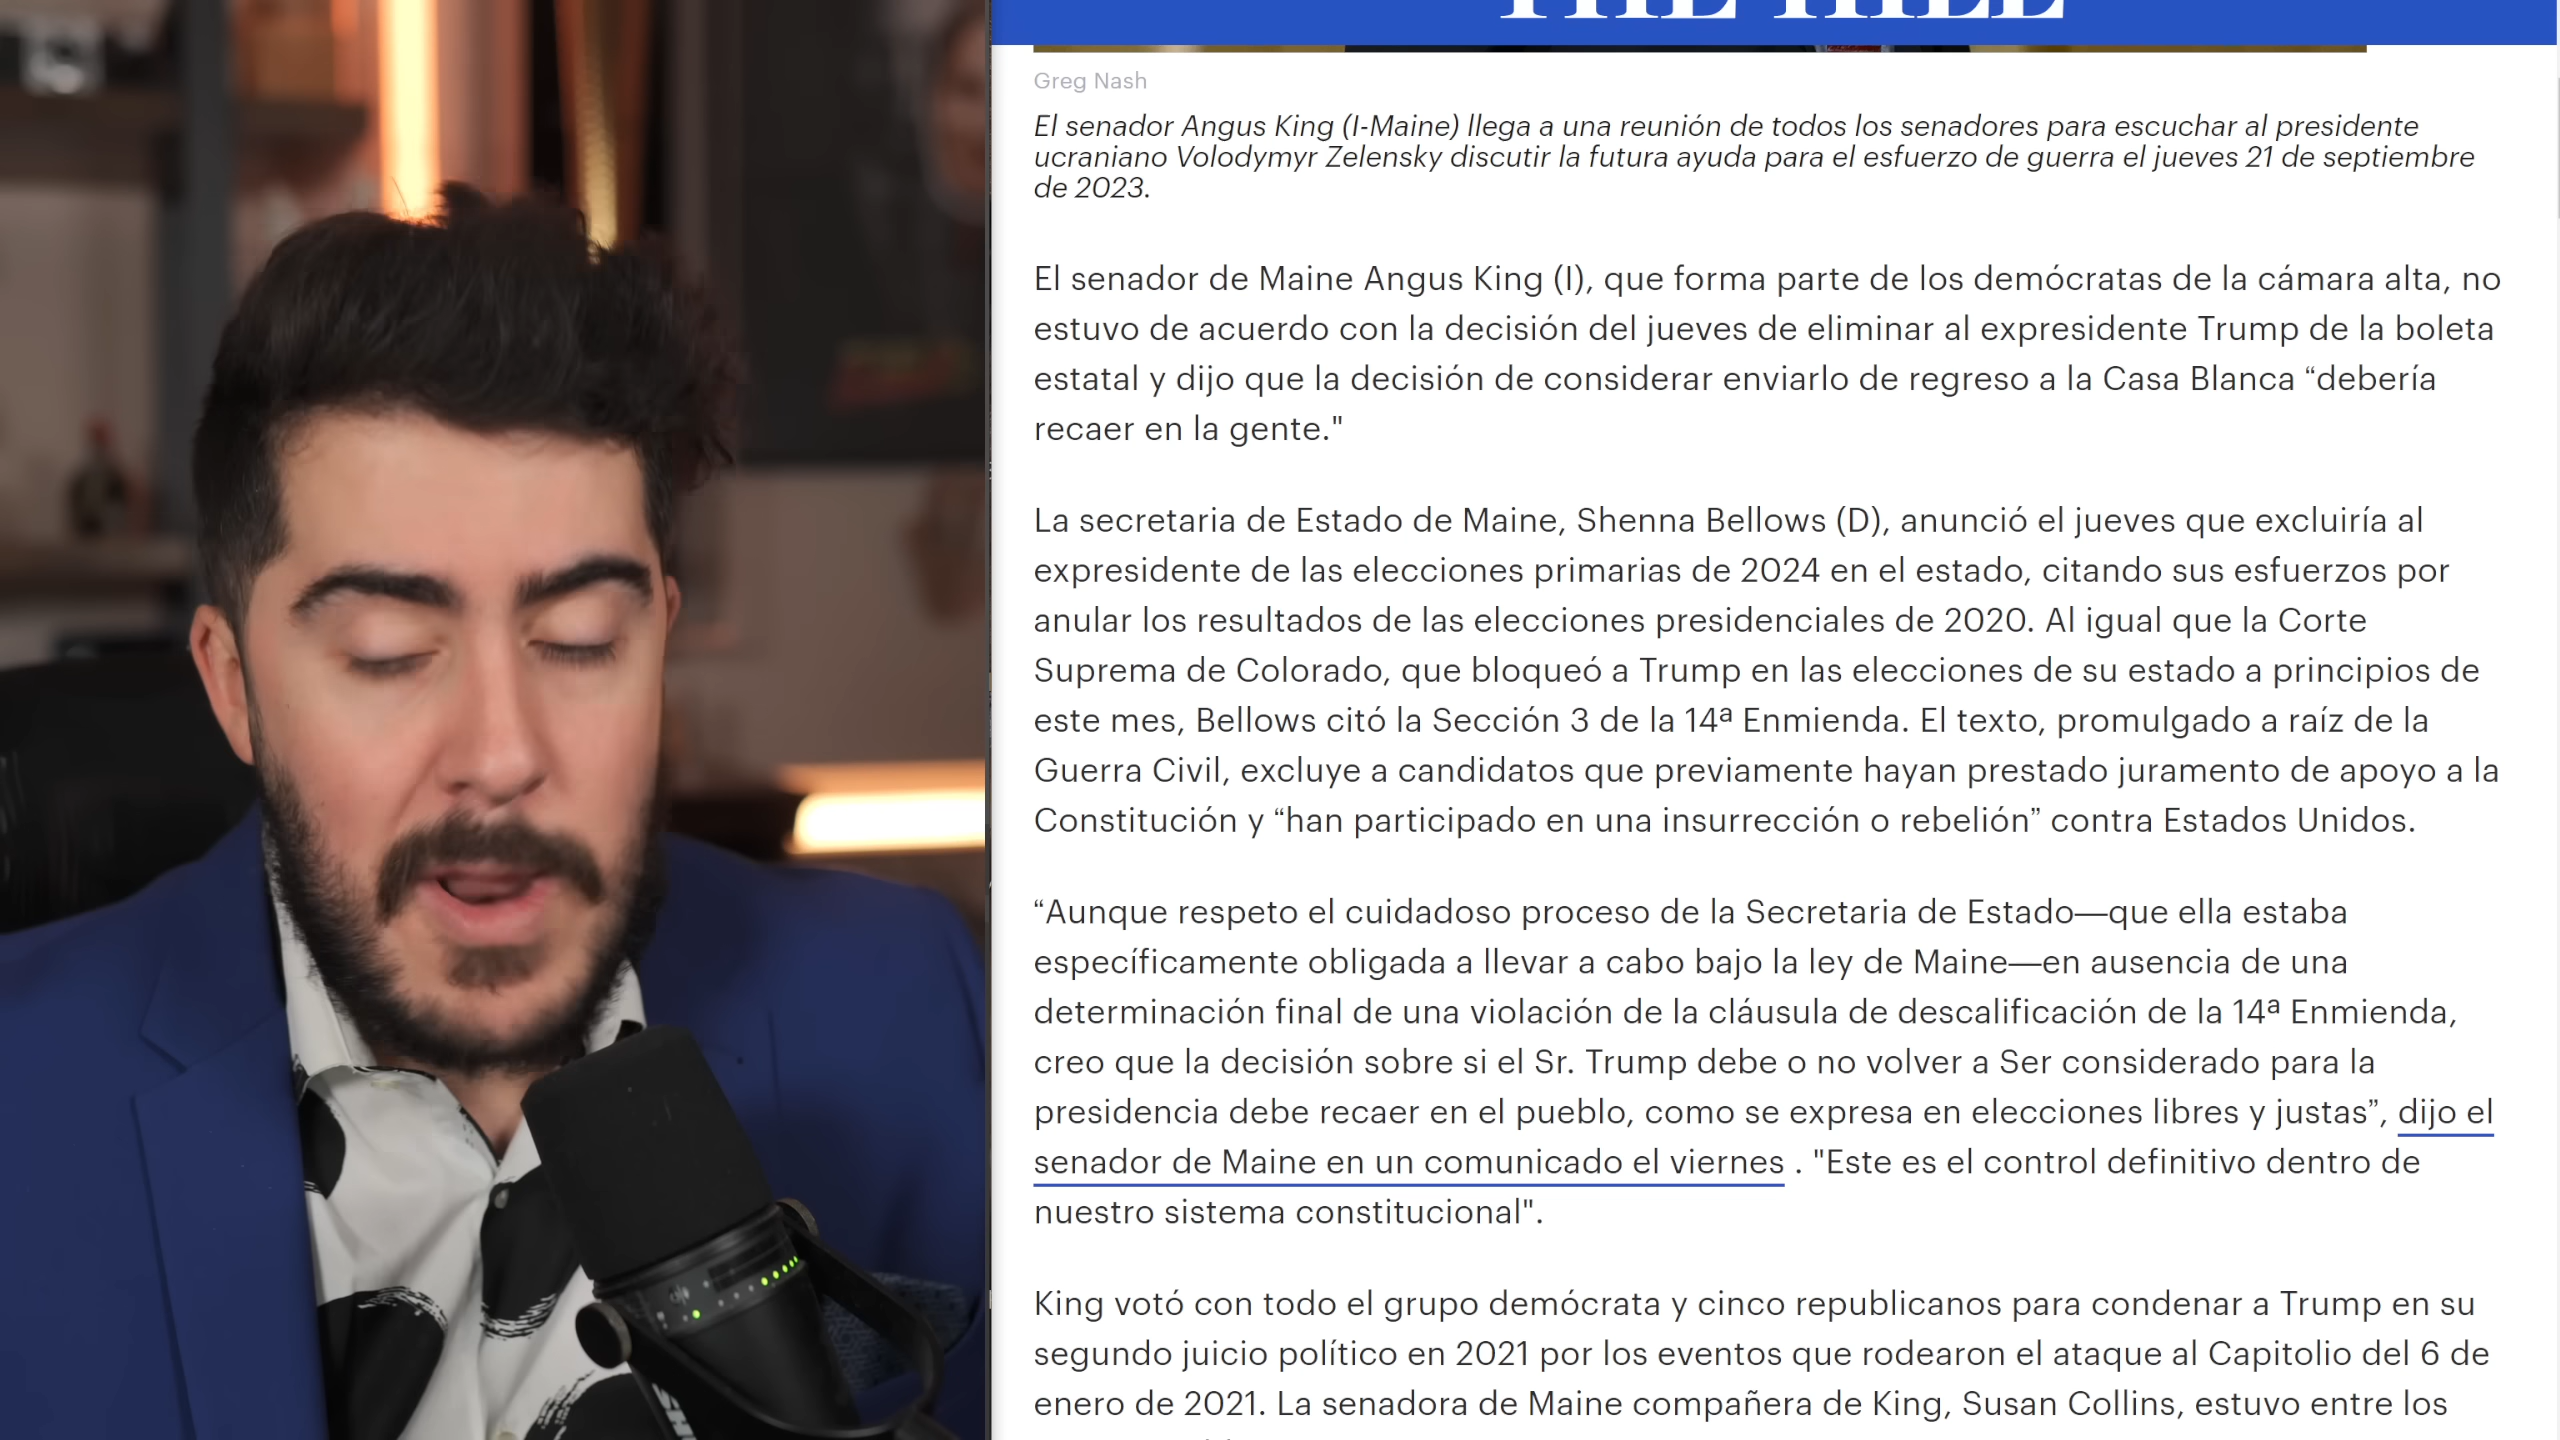 THE HILL
Greg Nash
El senador Angus King (I-Maine) llega a una reunión de todos los senadores para escuchar al presidente
ucraniano Volodymyr Zelensky discutir la futura ayuda para el esfuerzo de guerra el jueves 21 de septiembre
de 2023.
El senador de Maine Angus King (I), que forma parte de los demócratas de la cámara alta, no
estuvo de acuerdo con la decisión del jueves de eliminar al expresidente Trump de la boleta
estatal y dijo que la decisión de considerar enviarlo de regreso a la Casa Blanca “debería
recaer en la gente."
La secretaria de Estado de Maine, Shenna Bellows (D), anunció el jueves que excluiría al
expresidente de las elecciones primarias de 2024 en el estado, citando sus esfuerzos por
anular los resultados de las elecciones presidenciales de 2020. Al igual que la Corte
Suprema de Colorado, que bloqueó a Trump en las elecciones de su estado a principios de
este mes, Bellows citó la Sección 3 de la 14ª Enmienda. El texto, promulgado a raíz de la
Guerra Civil, excluye a candidatos que previamente hayan prestado juramento de apoyo a la
Constitución y “han participado en una insurrección o rebelión” contra Estados Unidos.
“Aunque respeto el cuidadoso proceso de la Secretaria de Estado—que ella estaba
específicamente obligada a llevar a cabo bajo la ley de Maine—en ausencia de una
determinación final de una violación de la cláusula de descalificación de la 14ª Enmienda,
creo que la decisión sobre si el Sr. Trump debe o no volver a Ser considerado para la
presidencia debe recaer en el pueblo, como se expresa en elecciones libres y justas”, dijo el
senador de Maine en un comunicado el viernes . "Este es el control definitivo dentro de
nuestro sistema constitucional".
King votó con todo el grupo demócrata y cinco republicanos para condenar a Trump en su
segundo juicio político en 2021 por los eventos que rodearon el ataque al Capitolio del 6 de
enero de 2021. La senadora de Maine compañera de King, Susan Collins, estuvo entre los